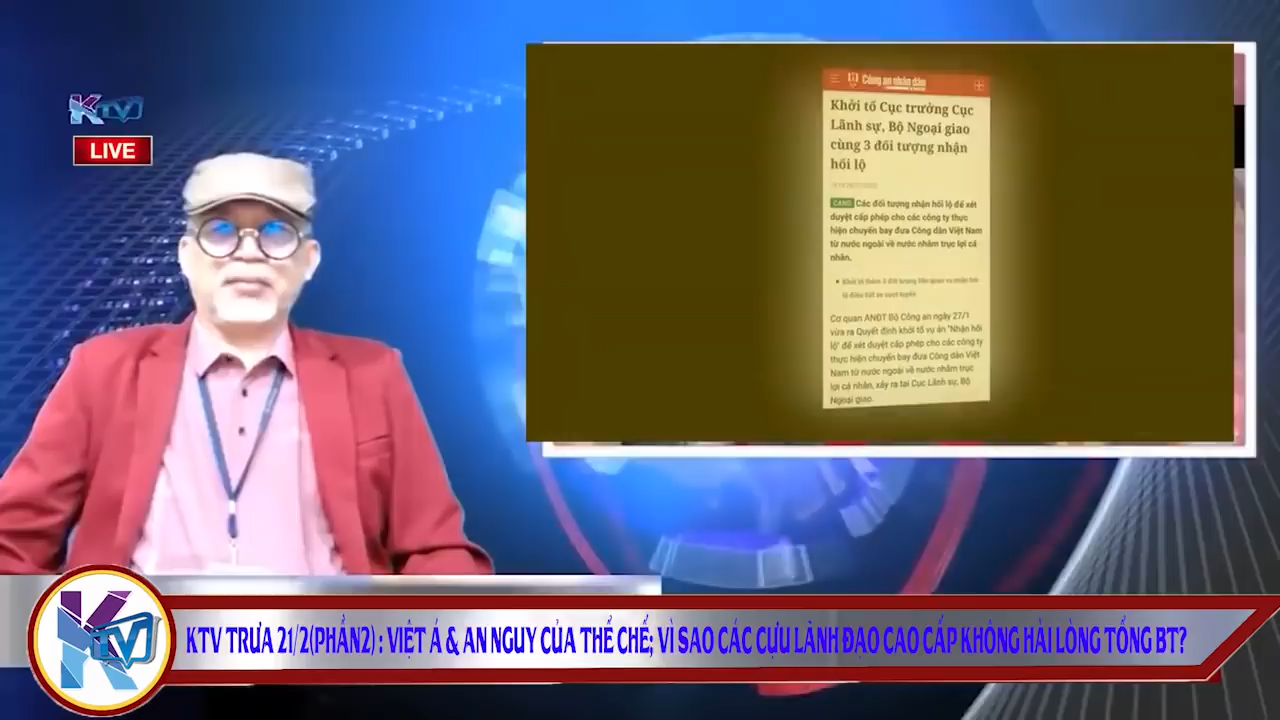 KTV
LIVE
Công an nhân dân
Khởi tố Cục trưởng Cục
Lãnh sự, Bộ Ngoại giao
cùng 3 đối tượng nhận
hối lộ
CAND Các đối tượng nhận hối lộ để xét
duyệt cấp phép cho các công ty thực
hiện chuyến bay đưa Công dân Việt Nam
từ nước ngoài về nước nhằm trục lợi cá
nhân.
Khởi tố thêm 3 đối tượng
Cơ quan ANĐT Bộ Công an ngày 27/1
vừa ra Quyết định khởi tố vụ án "Nhận hối
lộ" để xét duyệt cấp phép cho các công ty
thực hiện chuyến bay đưa Công dân Việt
Nam từ nước ngoài về nước nhằm trục
lợi cá nhân, xảy ra tại Cục Lãnh sự, Bộ
Ngoại giao.
KTV
KTV TRƯA 21/2(PHẦN2) : VIỆT Á & AN NGUY CỦA THỂ CHẾ; VÌ SAO CÁC CỰU LÃNH ĐẠO CAO CẤP KHÔNG HÀI LÒNG TỔNG BT?